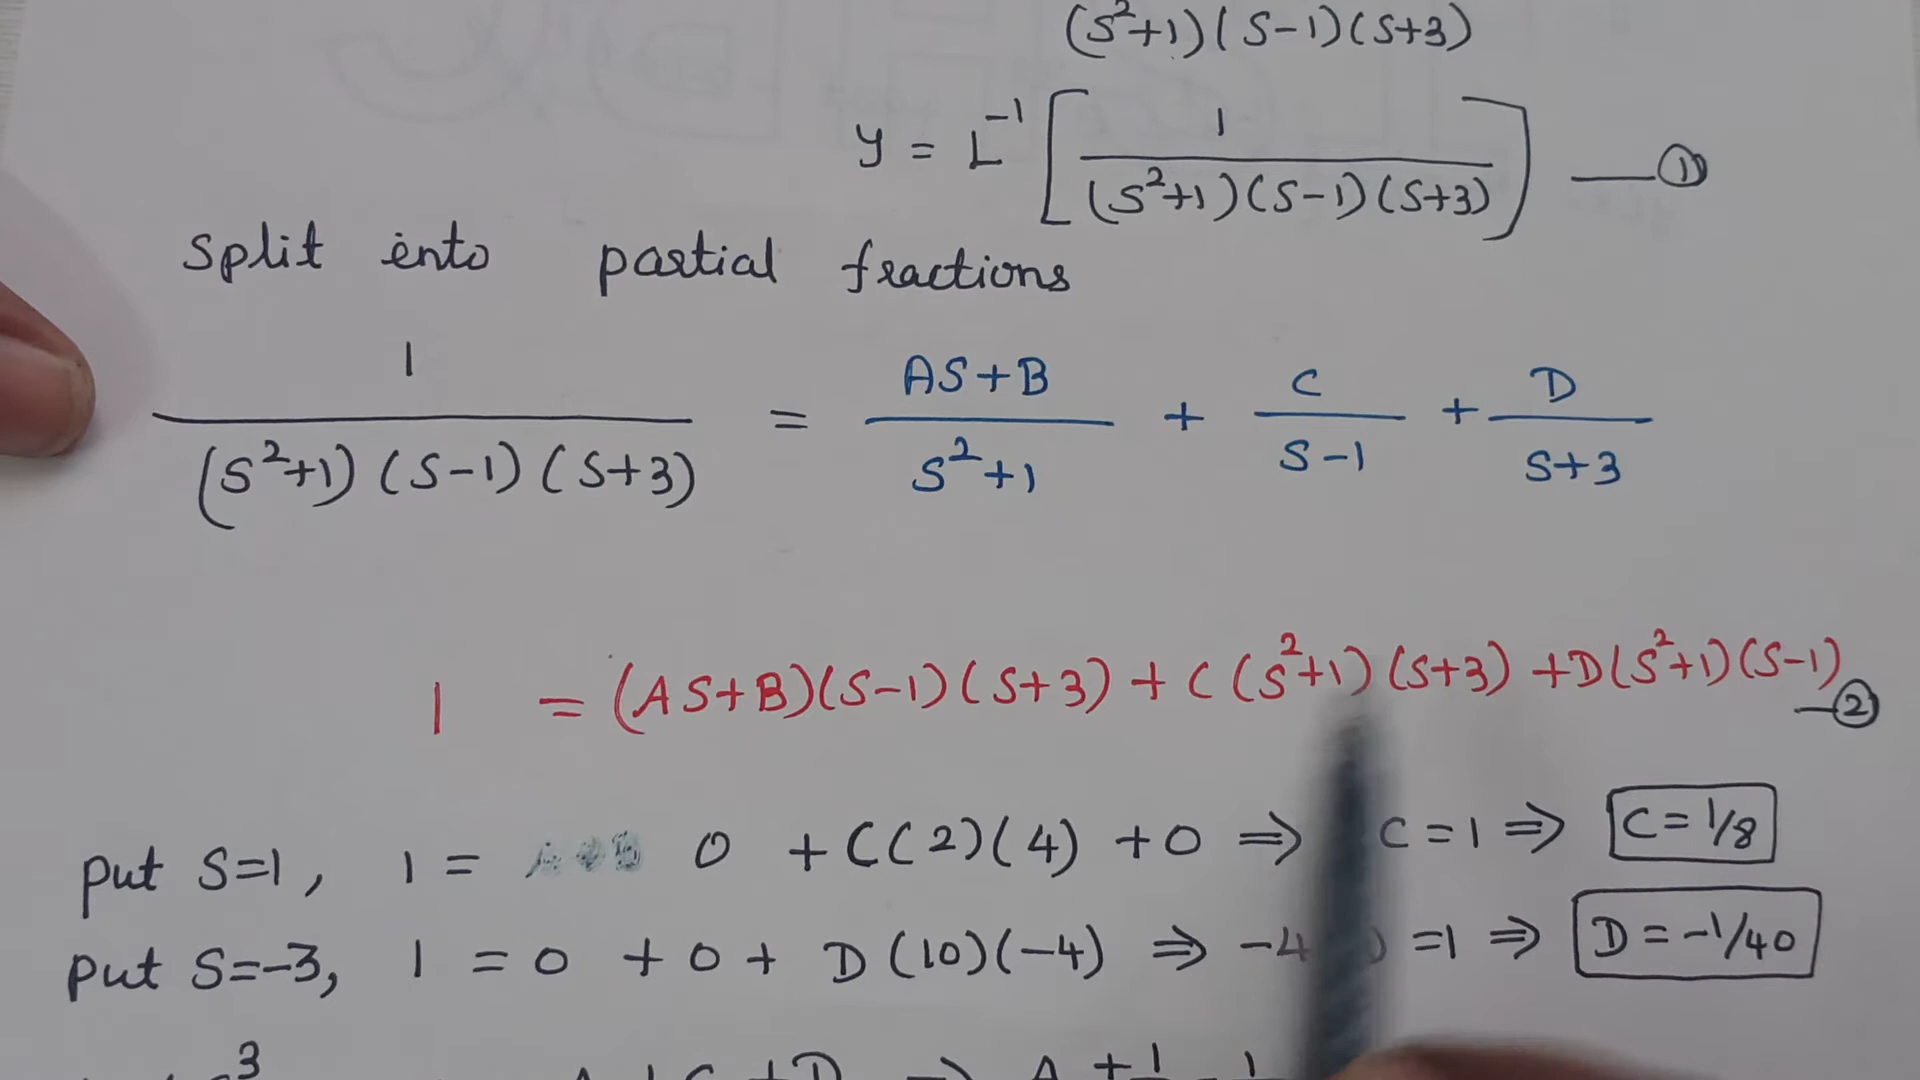 (S²+1)(S-1)(S+3)
y = L⁻¹ [ 1 / (S²+1)(S-1)(S+3) ] —①
Split into partial fractions
1 / (S²+1)(S-1)(S+3) = AS+B / S²+1 + C / S-1 + D / S+3
1 = (AS+B)(S-1)(S+3) + C(S²+1)(S+3) + D(S²+1)(S-1) —②
put S=1, 1 = 0 + C(2)(4) + 0 ⇒ C = 1 ⇒ C = 1/8
put S=-3, 1 = 0 + 0 + D(10)(-4) ⇒ -4 =1 ⇒ D = -1/40